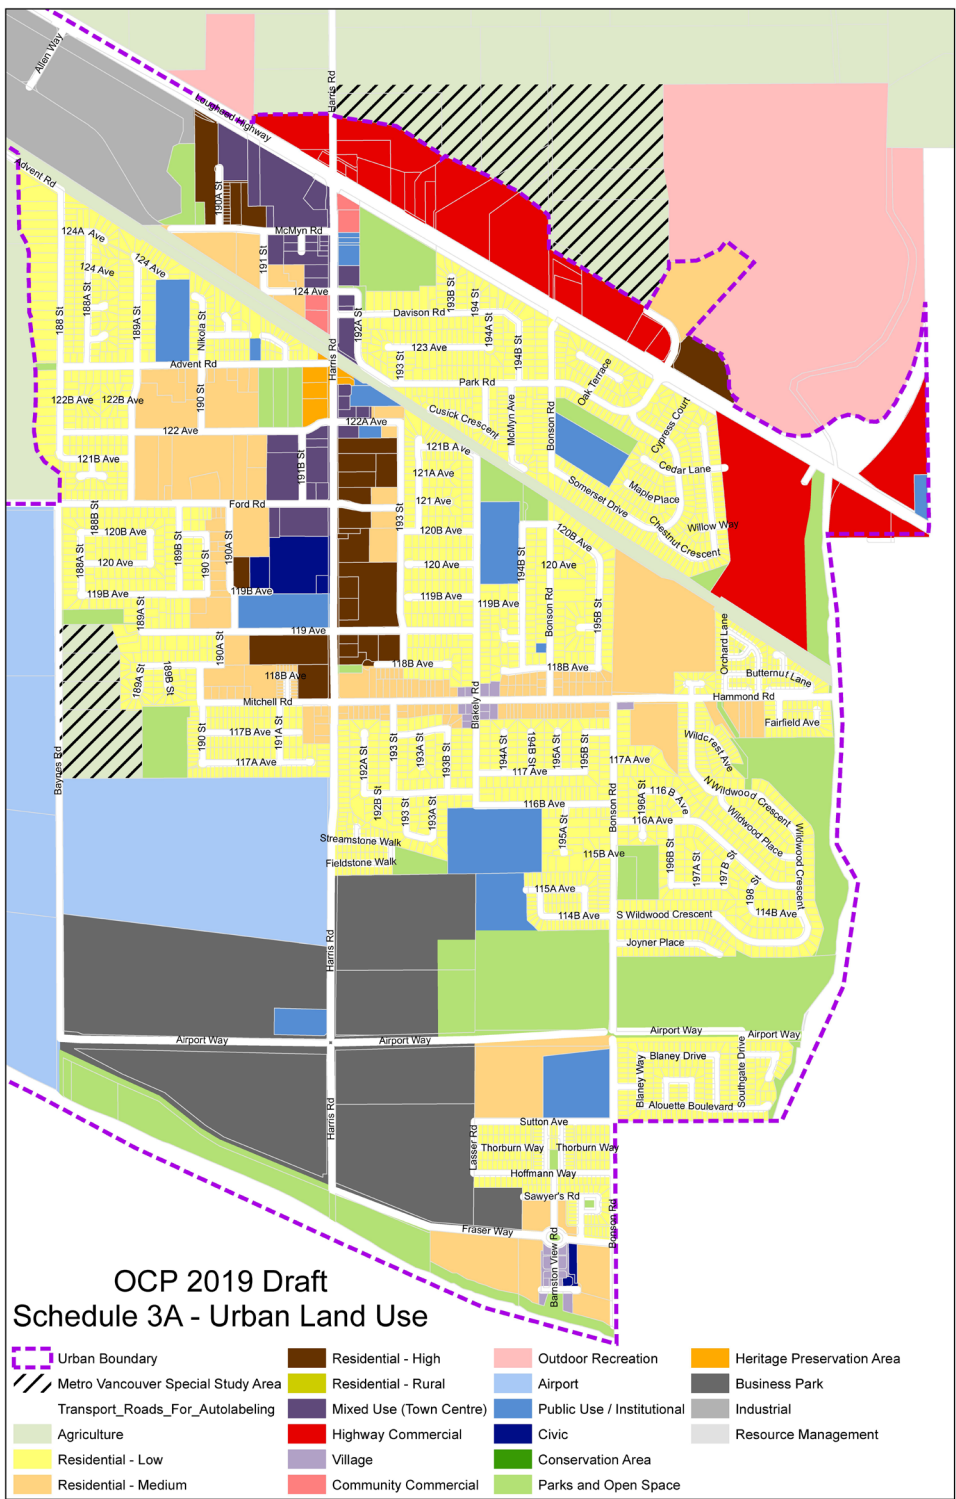 Allen Way
Harris Rd
Lougheed Highway
Advent Rd
190A St
McMyn Rd
124A Ave
191 St
124 Ave
124 Ave
188A St
188 St
189A St
Nikola St
124 Ave
192A St
Davison Rd
193B St
194 St
194A St
194B St
123 Ave
193 St
Harris Rd
Advent Rd
Park Rd
Oak Terrace
122B Ave
122B Ave
190 St
Cusick Crescent
McMyn Ave
Bonson Rd
Cypress Court
122 Ave
122A Ave
121B Ave
121B Ave
191B St
121A Ave
Cedar Lane
Maple Place
Somerset Drive
Ford Rd
121 Ave
193 St
188B St
120B Ave
189B St
190 St
190A St
120B Ave
120B Ave
Willow Way
Chestnut Crescent
188A St
120 Ave
120 Ave
194B St
120 Ave
119B Ave
119B Ave
119B Ave
119B Ave
189A St
Bonson Rd
195B St
119 Ave
190A St
Orchard Lane
118B Ave
118B Ave
118B Ave
189A St
189B St
Butternut Lane
Mitchell Rd
Blakely Rd
Hammond Rd
Fairfield Ave
190 St
117B Ave
191A St
192A St
193 St
193A St
193B St
194A St
194B St
195A St
195B St
117A Ave
Wildcrest Ave
117A Ave
117 Ave
Baynes Rd
192B St
193 St
193A St
116B Ave
Bonson Rd
196A St
116 B Ave
N Wildwood Crescent
116A Ave
Wildwood Place
Wildwood Crescent
Streamstone Walk
195A St
115B Ave
196B St
197A St
197B St
Fieldstone Walk
115A Ave
198 St
114B Ave
S Wildwood Crescent
114B Ave
Harris Rd
Joyner Place
Airport Way
Airport Way
Airport Way
Airport Way
Blaney Way
Blaney Drive
Southgate Drive
Alouette Boulevard
Harris Rd
Sutton Ave
Lasser Rd
Thorburn Way
Thorburn Way
Hoffmann Way
Sawyer's Rd
Bonson Rd
Fraser Way
Barnston View Rd
OCP 2019 Draft
Schedule 3A - Urban Land Use
Urban Boundary
Metro Vancouver Special Study Area
Transport_Roads_For_Autolabeling
Agriculture
Residential - Low
Residential - Medium
Residential - High
Residential - Rural
Mixed Use (Town Centre)
Highway Commercial
Village
Community Commercial
Outdoor Recreation
Airport
Public Use / Institutional
Civic
Conservation Area
Parks and Open Space
Heritage Preservation Area
Business Park
Industrial
Resource Management